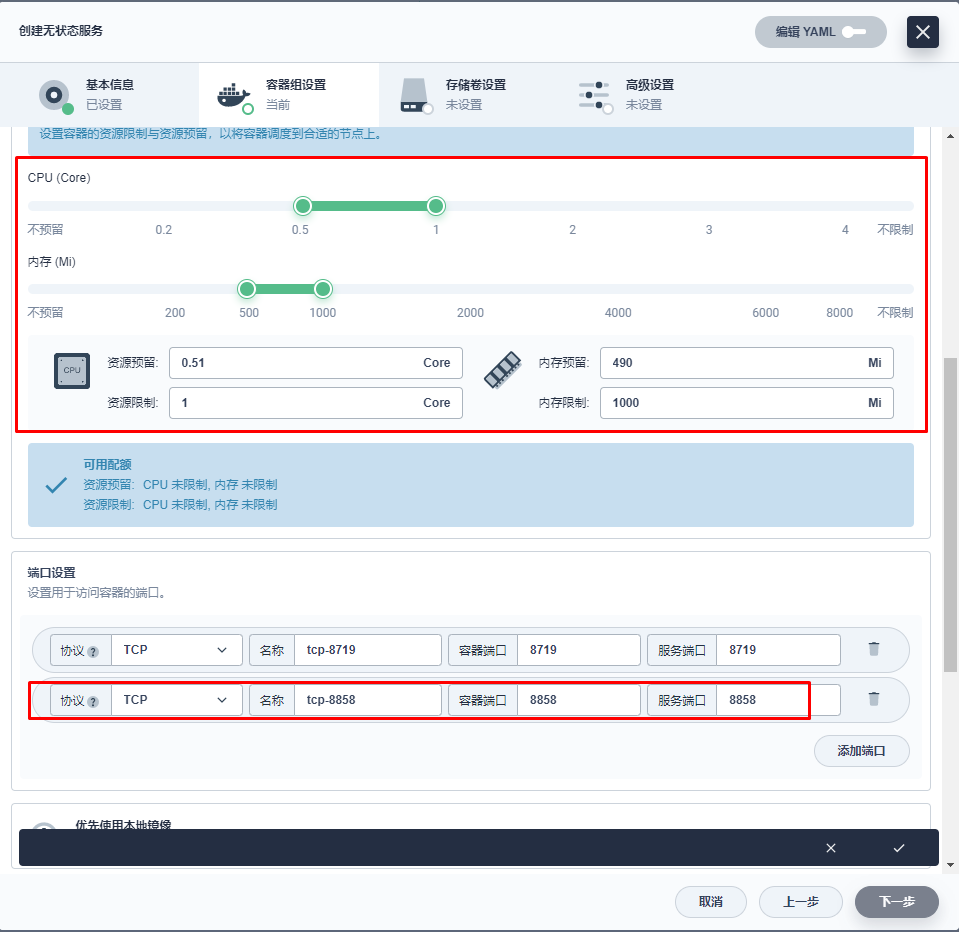 创建无状态服务
编辑 YAML
基本信息
已设置
容器组设置
当前
存储卷设置
未设置
高级设置
未设置
设置容器的资源限制与资源预留，以将容器调度到合适的节点上。
CPU (Core)
不预留 0.2 0.5 1 2 3 4 不限制
内存 (Mi)
不预留 200 500 1000 2000 4000 6000 8000 不限制
CPU
资源预留: 0.51 Core
内存预留: 490 Mi
资源限制: 1 Core
内存限制: 1000 Mi
可用配额
资源预留: CPU 未限制, 内存 未限制
资源限制: CPU 未限制, 内存 未限制
端口设置
设置用于访问容器的端口。
协议 ? TCP 名称 tcp-8719 容器端口 8719 服务端口 8719
协议 ? TCP 名称 tcp-8858 容器端口 8858 服务端口 8858
添加端口
优先使用本地镜像
取消 上一步 下一步